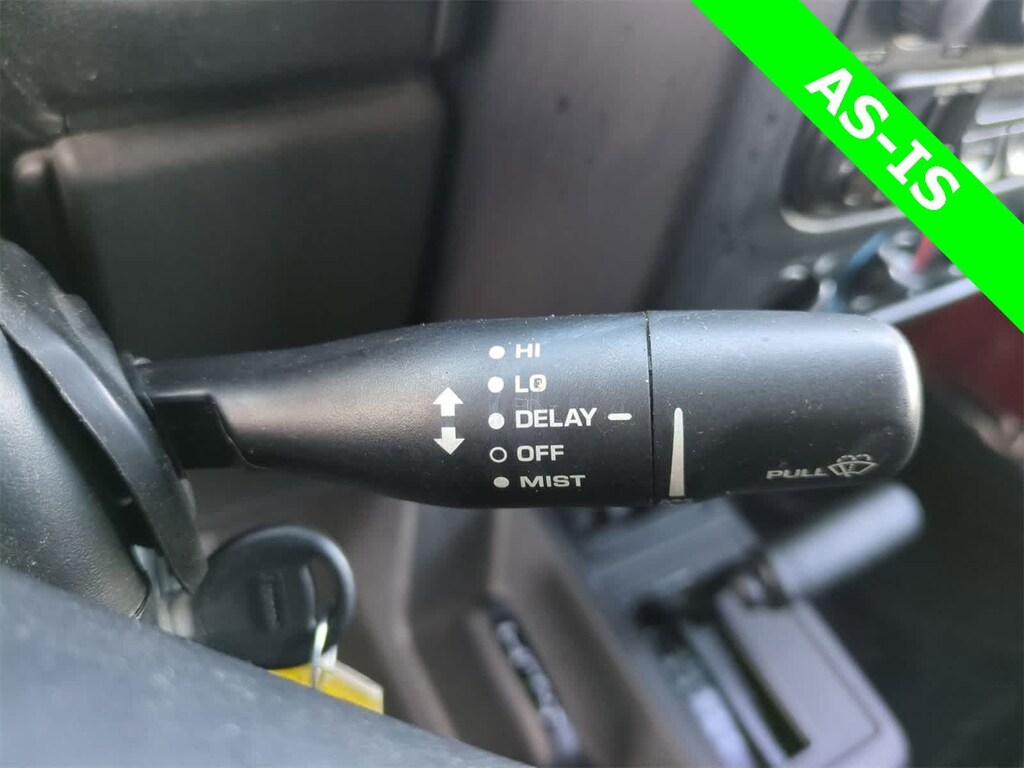 AS-IS
HI
LO
DELAY
OFF
MIST
PULL